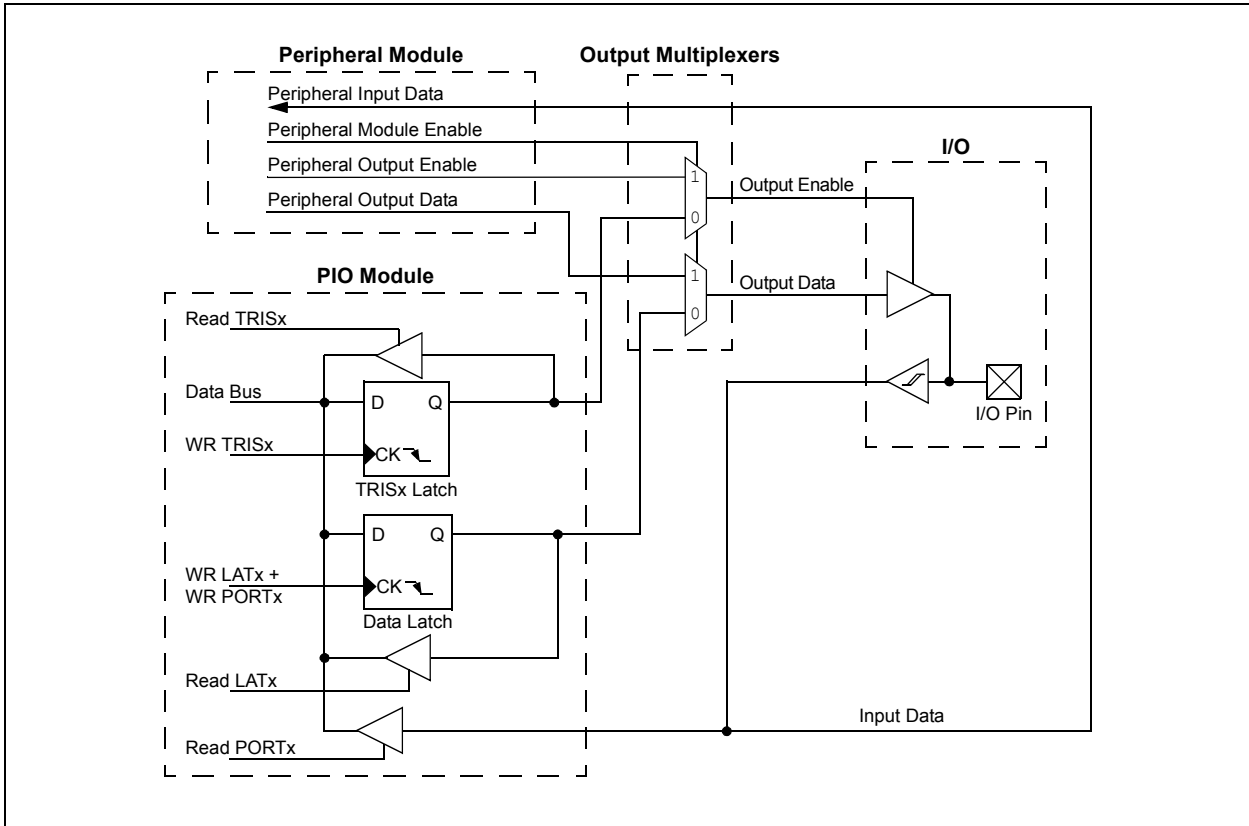 Peripheral Module
Output Multiplexers
Peripheral Input Data
Peripheral Module Enable
Peripheral Output Enable
Peripheral Output Data
1
0
1
0
Output Enable
Output Data
I/O
I/O Pin
PIO Module
Read TRISx
Data Bus
WR TRISx
D
Q
CK
TRISx Latch
D
Q
WR LATx +
WR PORTx
CK
Data Latch
Read LATx
Read PORTx
Input Data